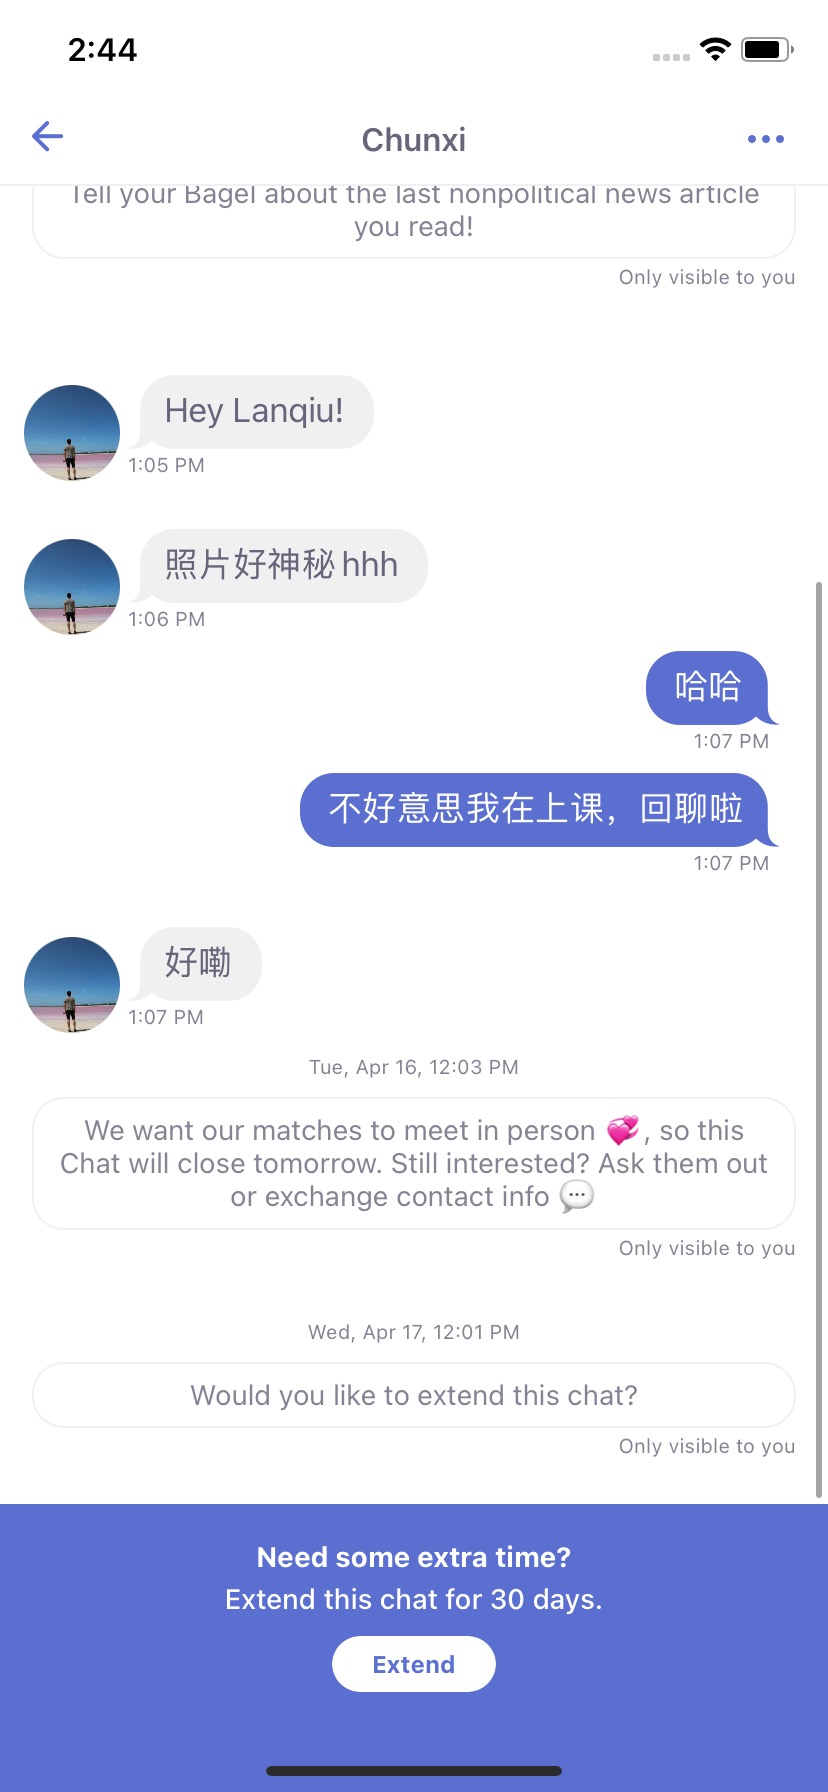 2:44
Chunxi
Tell your Bagel about the last nonpolitical news article
you read!
Only visible to you
Hey Lanqiu!
1:05 PM
照片好神秘hhh
1:06 PM
哈哈
1:07 PM
不好意思我在上课，回聊啦
1:07 PM
好嘞
1:07 PM
Tue, Apr 16, 12:03 PM
We want our matches to meet in person 💞, so this
Chat will close tomorrow. Still interested? Ask them out
or exchange contact info 💬
Only visible to you
Wed, Apr 17, 12:01 PM
Would you like to extend this chat?
Only visible to you
Need some extra time?
Extend this chat for 30 days.
Extend